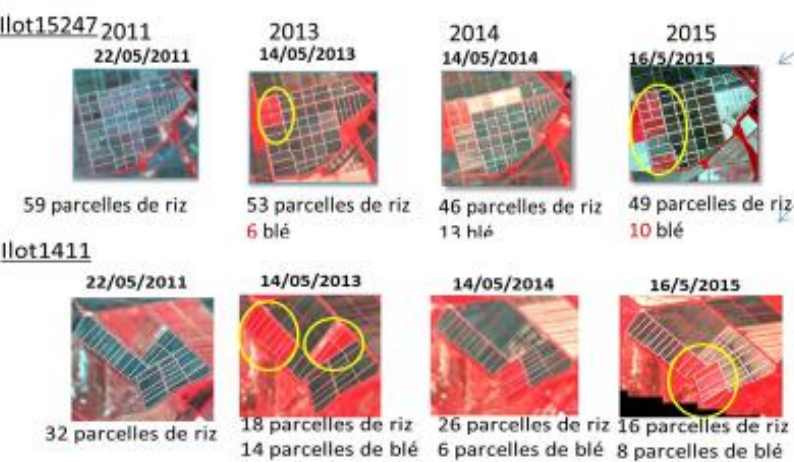 Ilot15247 2011 2013 2014 2015
22/05/2011 14/05/2013 14/05/2014 16/5/2015
59 parcelles de riz 53 parcelles de riz 46 parcelles de riz 49 parcelles de riz
6 blé 13 blé 10 blé
Ilot1411
22/05/2011 14/05/2013 14/05/2014 16/5/2015
32 parcelles de riz 18 parcelles de riz 26 parcelles de riz 16 parcelles de riz
14 parcelles de blé 6 parcelles de blé 8 parcelles de blé